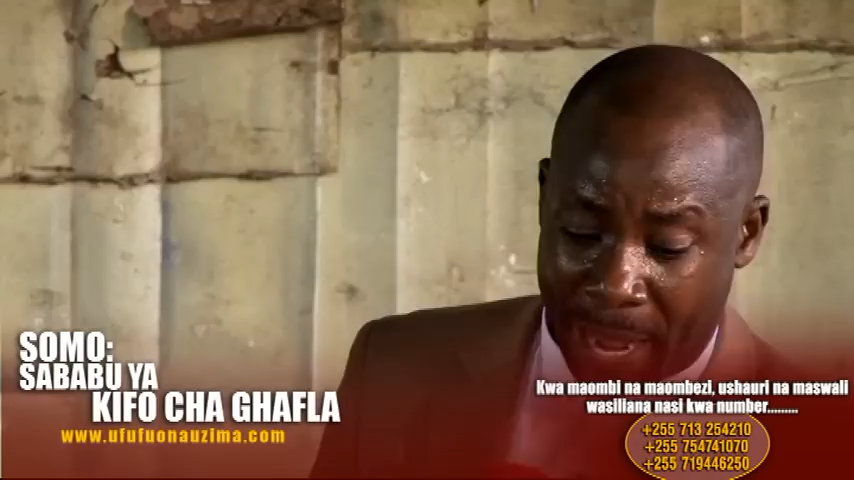 SOMO:
SABABU YA
KIFO CHA GHAFLA
www.ufufuonauzima.com
Kwa maombi na maombezi, ushauri na maswali
wasiliana nasi kwa number.........
+255 713 254210
+255 754741070
+255 719446250